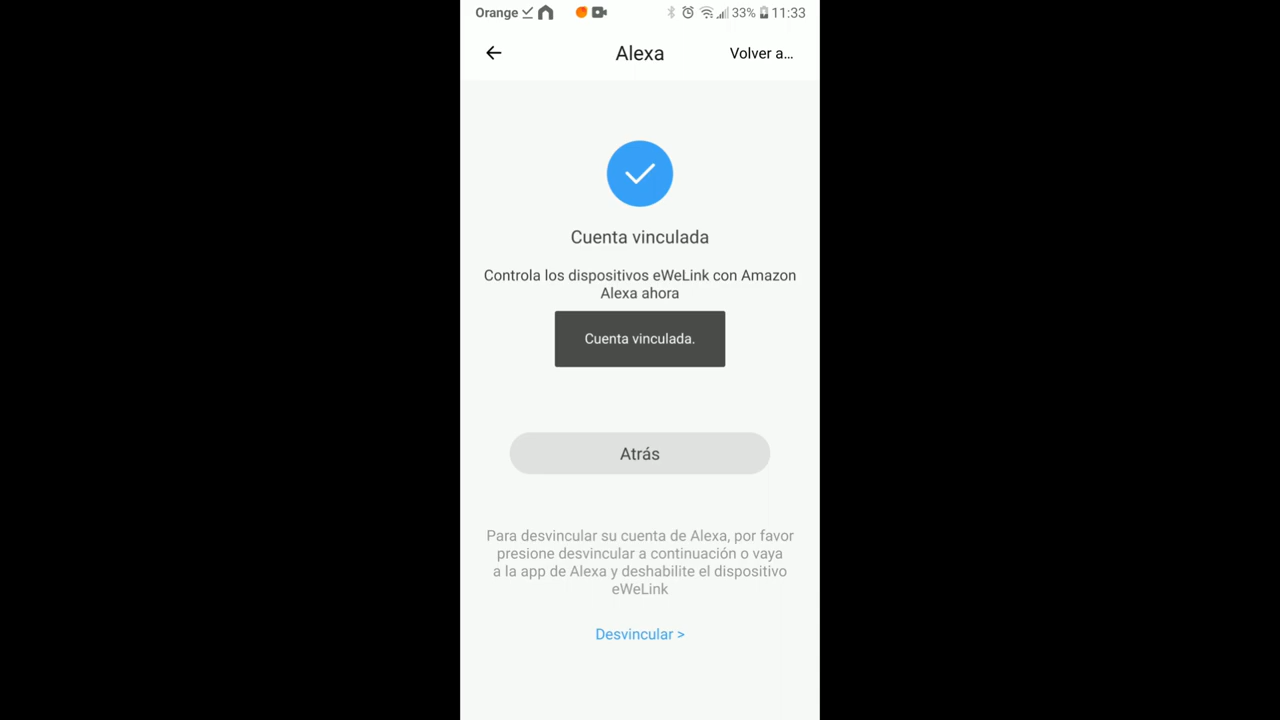 Orange 33% 11:33
Alexa Volver a...
Cuenta vinculada
Controla los dispositivos eWeLink con Amazon
Alexa ahora
Cuenta vinculada.
Atrás
Para desvincular su cuenta de Alexa, por favor
presione desvincular a continuación o vaya
a la app de Alexa y deshabilite el dispositivo
eWeLink
Desvincular >